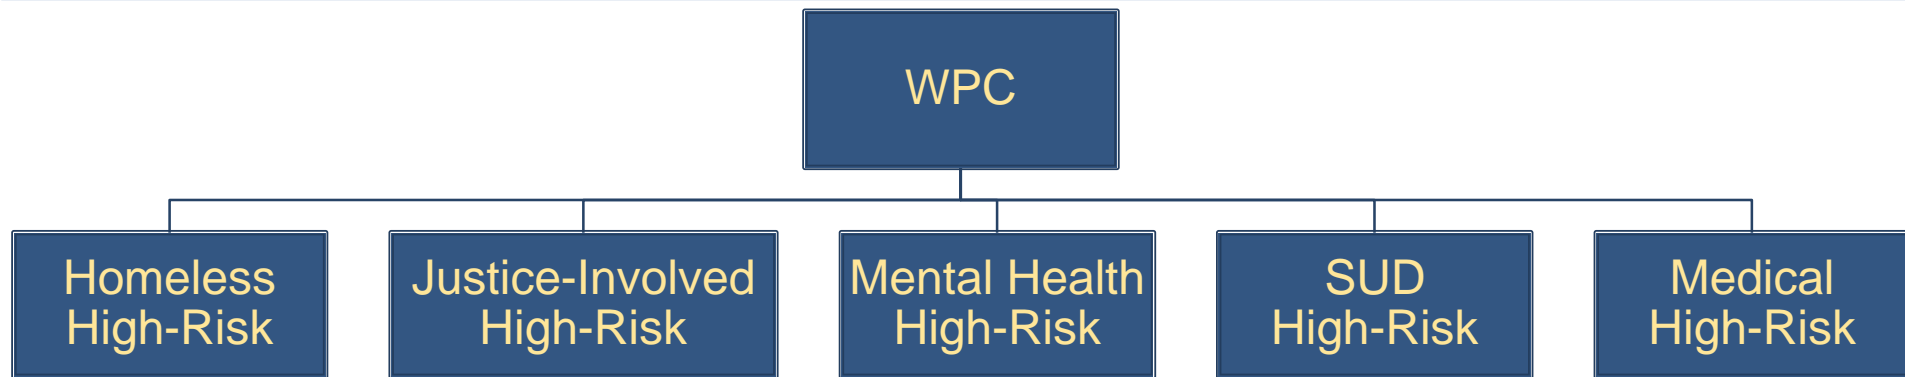 WPC
Homeless
High-Risk
Justice-Involved
High-Risk
Mental Health
High-Risk
SUD
High-Risk
Medical
High-Risk